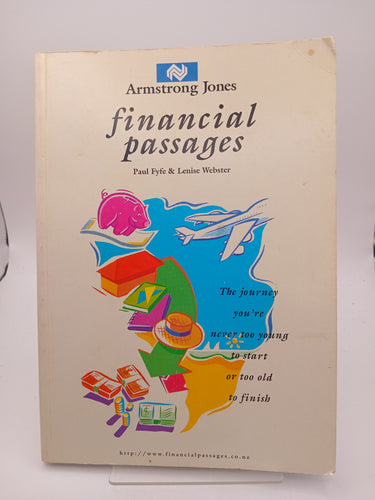 Armstrong Jones
financial
passages
Paul Fyfe & Lenise Webster
The journey
you're
never too young
to start
or too old
to finish
http://www.financialpassages.co.nz